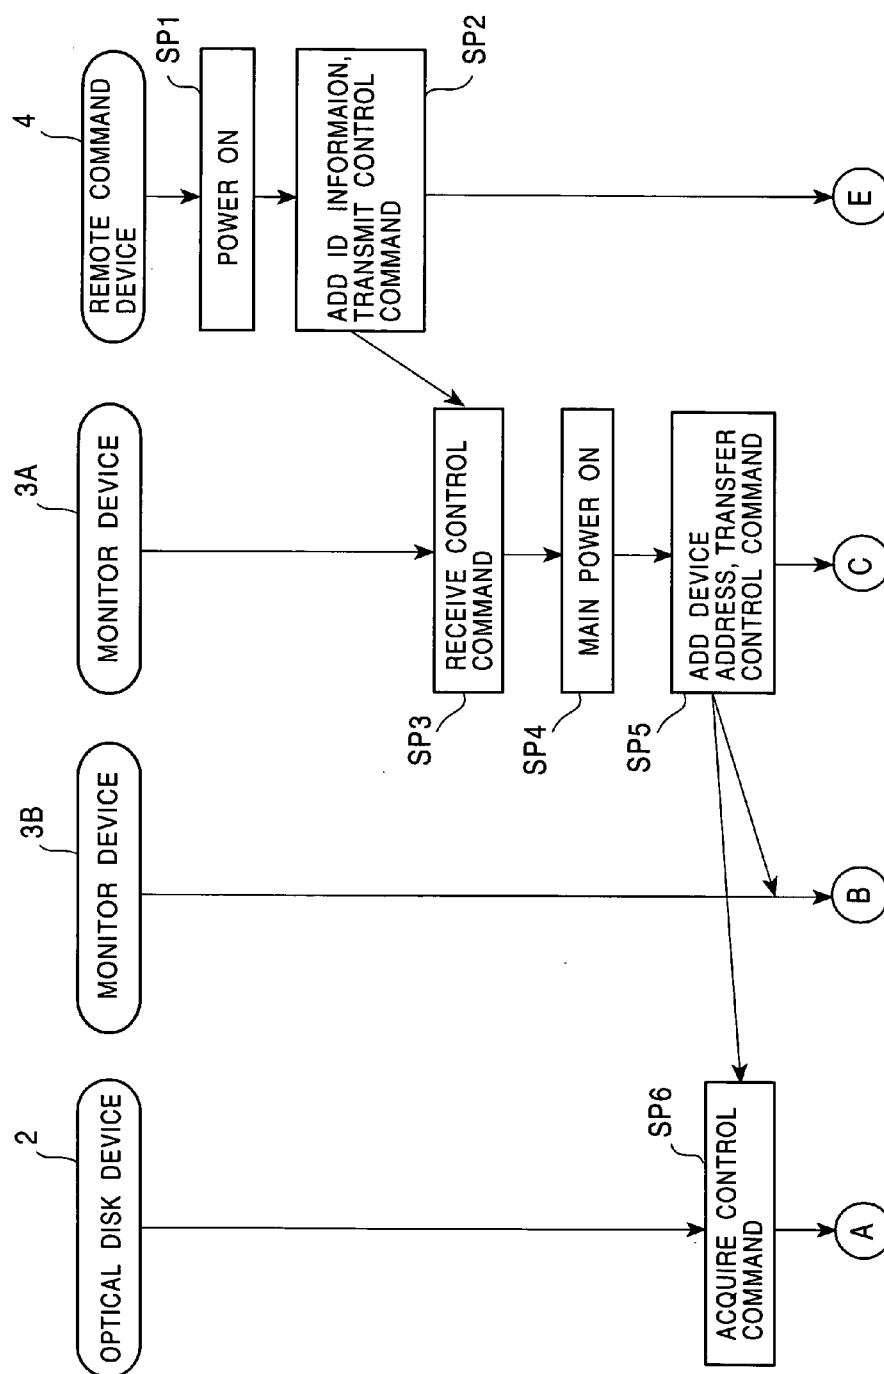 2
OPTICAL DISK DEVICE
3B
MONITOR DEVICE
3A
MONITOR DEVICE
4
REMOTE COMMAND
DEVICE
SP1
POWER ON
SP2
ADD ID INFORMAION,
TRANSMIT CONTROL
COMMAND
SP3
RECEIVE CONTROL
COMMAND
SP4
MAIN POWER ON
SP5
ADD DEVICE
ADDRESS, TRANSFER
CONTROL COMMAND
SP6
ACQUIRE CONTROL
COMMAND
A
B
C
E